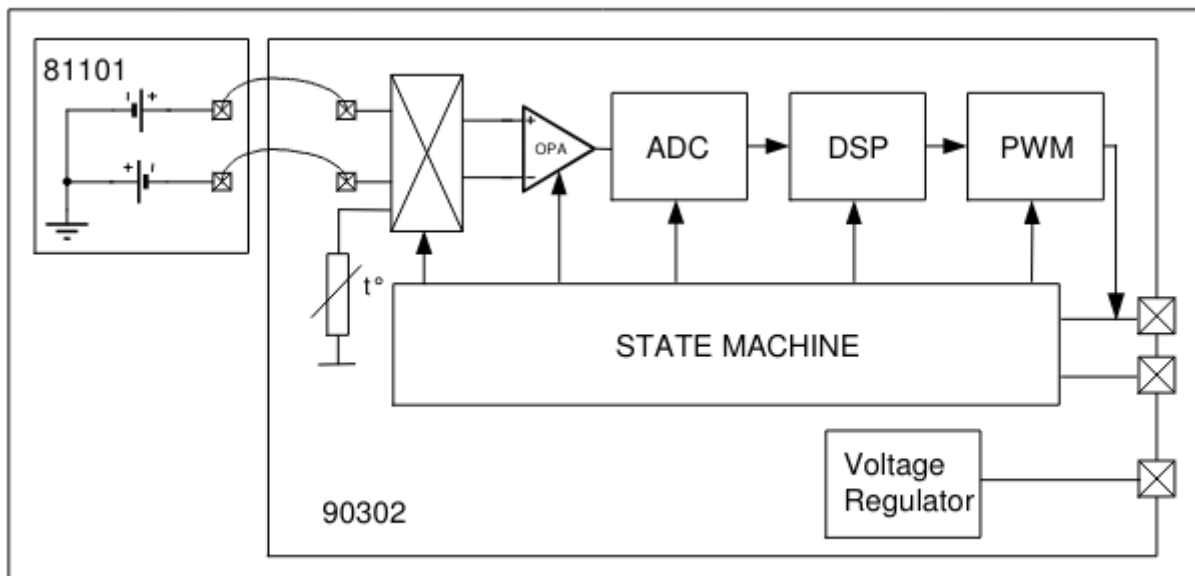 81101
+
+
+
OPA
−
ADC
DSP
PWM
t°
STATE MACHINE
Voltage
Regulator
90302